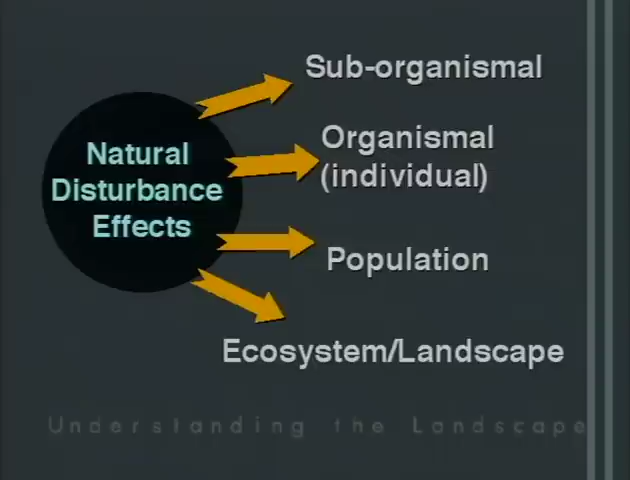 Natural
Disturbance
Effects
Sub-organismal
Organismal
(individual)
Population
Ecosystem/Landscape
Understanding the Landscape